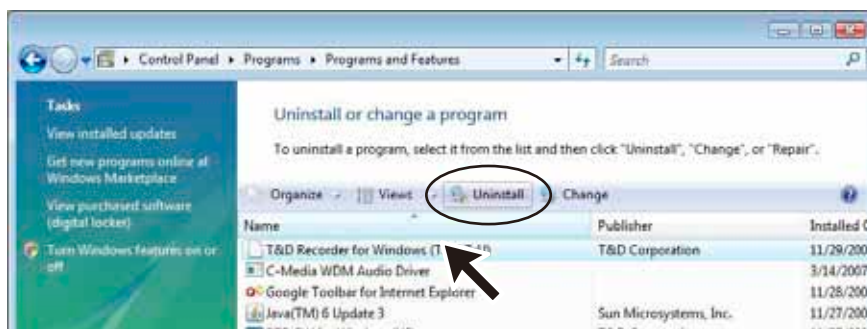 Control Panel ▸ Programs ▸ Programs and Features
Search
Tasks
View installed updates
Get new programs online at
Windows Marketplace
View purchased software
(digital locker)
Turn Windows features on or
off
Uninstall or change a program
To uninstall a program, select it from the list and then click "Uninstall", "Change", or "Repair".
Organize Views Uninstall Change
Name Publisher Installed
T&D Recorder for Windows T&D Corporation 11/29/200
C-Media WDM Audio Driver 3/14/2007
Google Toolbar for Internet Explorer 11/28/200
Java(TM) 6 Update 3 Sun Microsystems, Inc. 11/27/200